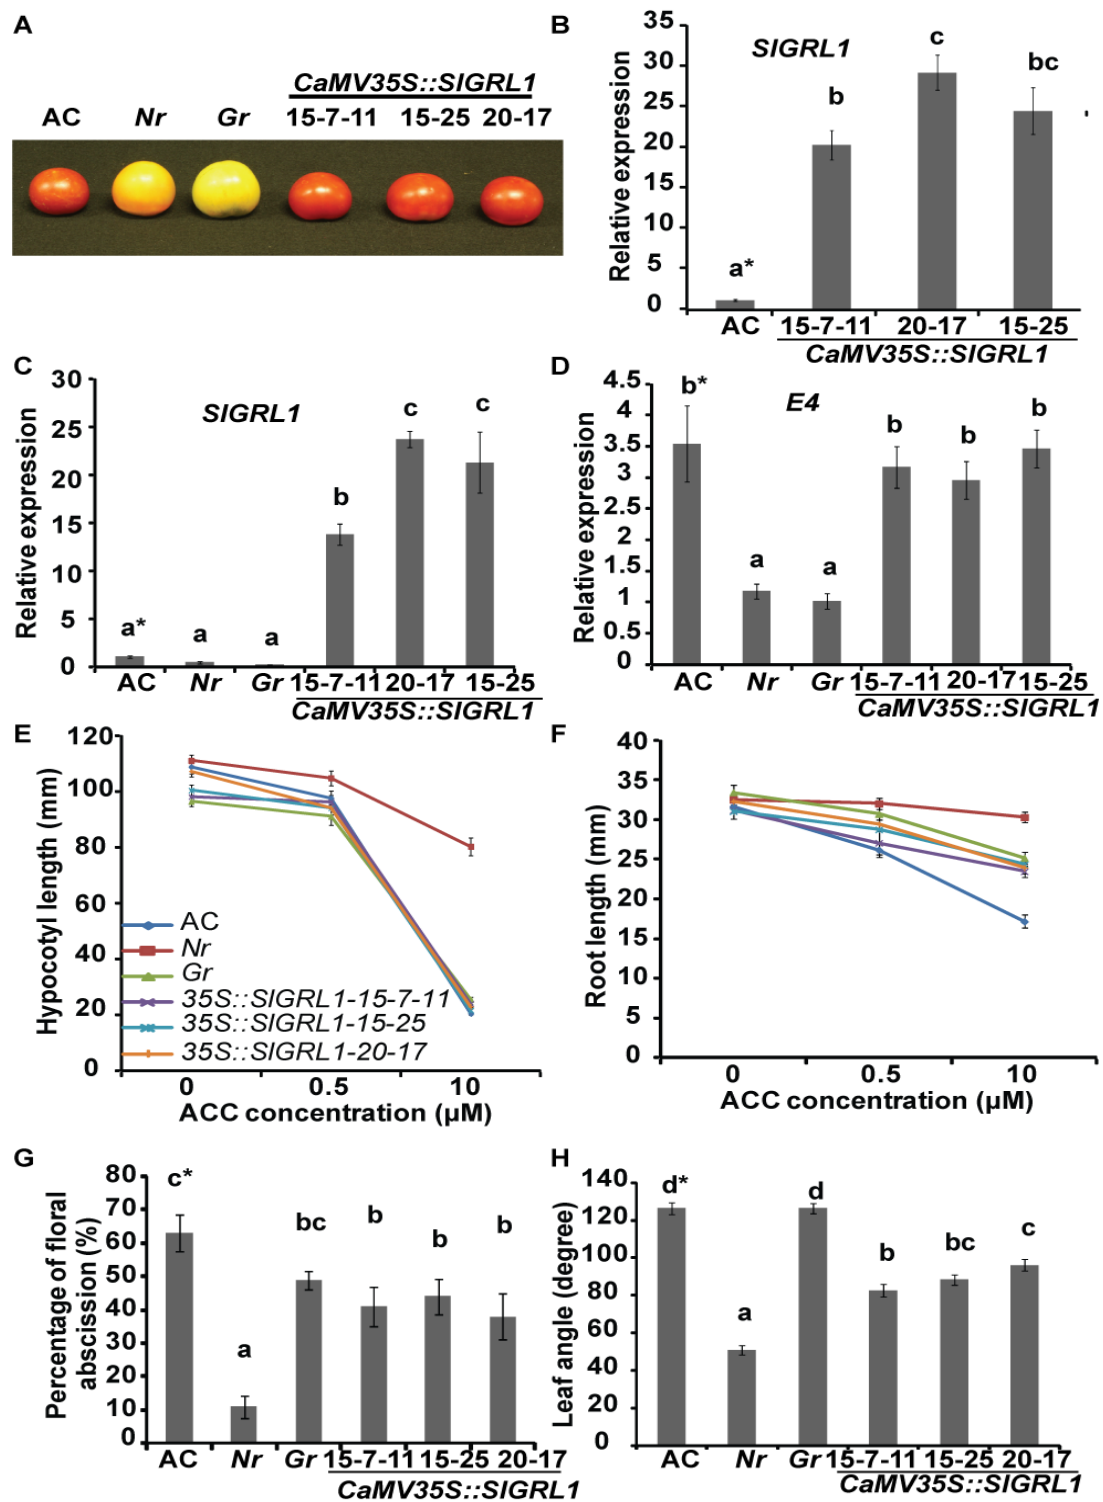 A
CaMV35S::SlGRL1
AC Nr Gr 15-7-11 15-25 20-17
B
SlGRL1
Relative expression
35
30
25
20
15
10
5
0
a*
b
c
bc
AC 15-7-11 20-17 15-25
CaMV35S::SlGRL1
C
SlGRL1
Relative expression
30
25
20
15
10
5
0
a*
a
a
b
c
c
AC Nr Gr 15-7-11 20-17 15-25
CaMV35S::SlGRL1
D
E4
Relative expression
4.5
4
3.5
3
2.5
2
1.5
1
0.5
0
b*
a
a
b
b
b
AC Nr Gr 15-7-11 20-17 15-25
CaMV35S::SlGRL1
E
Hypocotyl length (mm)
120
100
80
60
40
20
0
AC
Nr
Gr
35S::SlGRL1-15-7-11
35S::SlGRL1-15-25
35S::SlGRL1-20-17
0 0.5 10
ACC concentration (µM)
F
Root length (mm)
40
35
30
25
20
15
10
5
0
0 0.5 10
ACC concentration (µM)
G
Percentage of floral
abscission (%)
80
70
60
50
40
30
20
10
0
c*
a
bc
b
b
b
AC Nr Gr 15-7-11 15-25 20-17
CaMV35S::SlGRL1
H
Leaf angle (degree)
140
120
100
80
60
40
20
0
d*
a
d
b
bc
c
AC Nr Gr 15-7-11 15-25 20-17
CaMV35S::SlGRL1